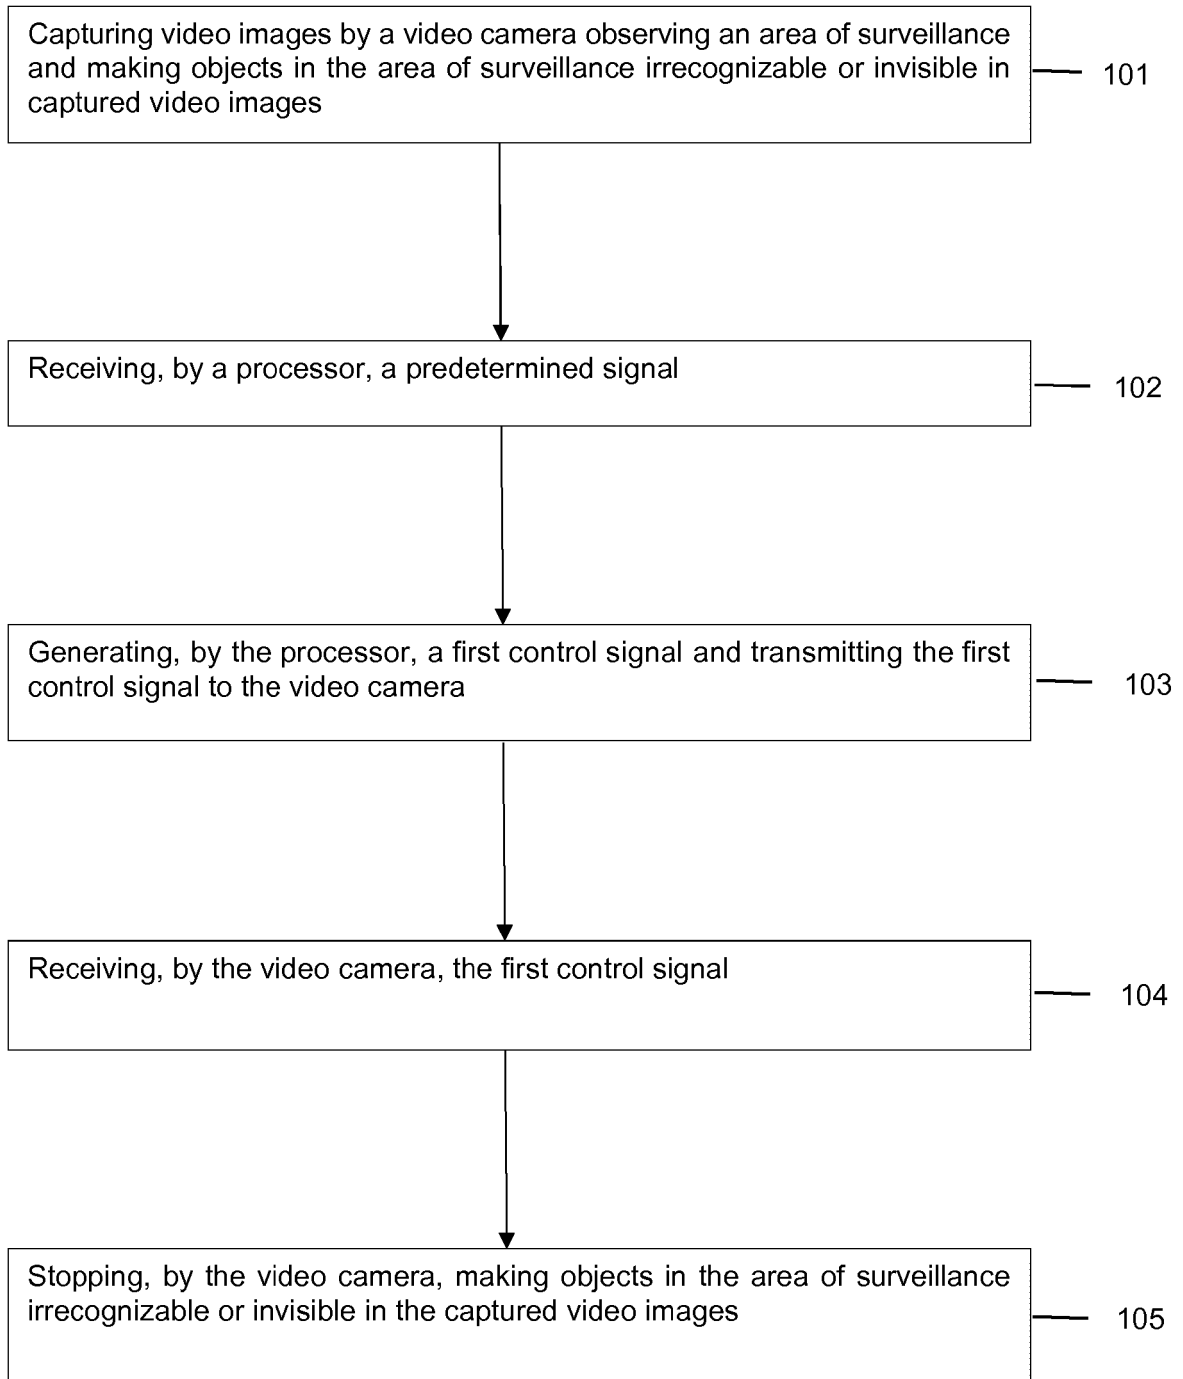 Capturing video images by a video camera observing an area of surveillance
and making objects in the area of surveillance irrecognizable or invisible in
captured video images
101
Receiving, by a processor, a predetermined signal
102
Generating, by the processor, a first control signal and transmitting the first
control signal to the video camera
103
Receiving, by the video camera, the first control signal
104
Stopping, by the video camera, making objects in the area of surveillance
irrecognizable or invisible in the captured video images
105